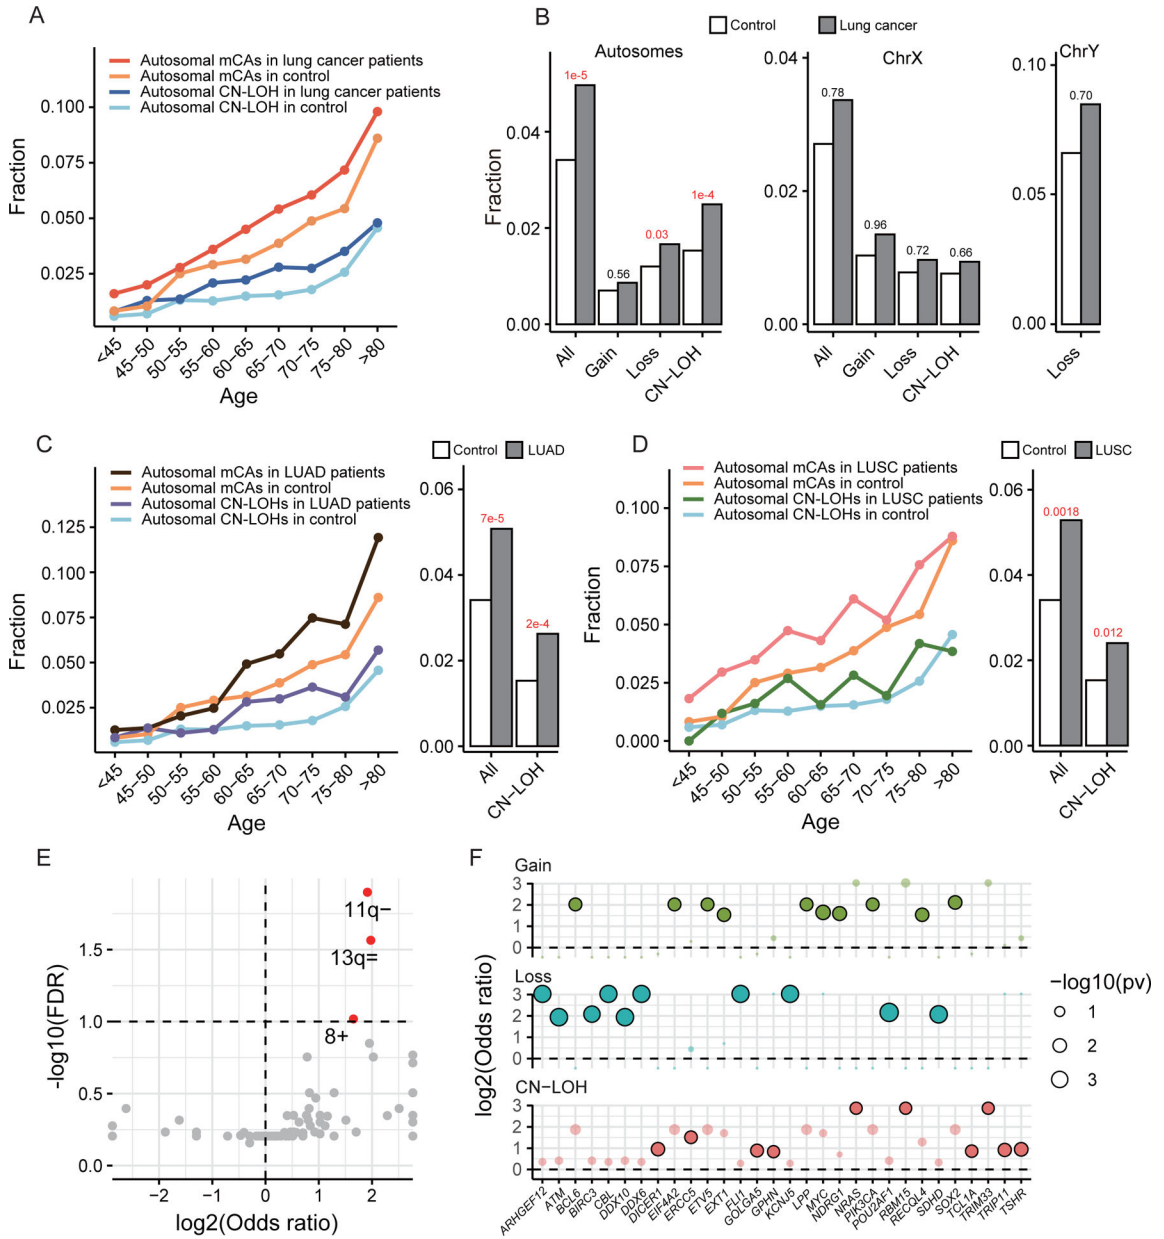 A
Autosomal mCAs in lung cancer patients
Autosomal mCAs in control
Autosomal CN-LOH in lung cancer patients
Autosomal CN-LOH in control
Fraction
0.100
0.075
0.050
0.025
<45
45−50
50−55
55−60
60−65
65−70
70−75
75−80
>80
Age
B
Control
Lung cancer
Autosomes
Fraction
0.04
0.02
0.00
1e-5
0.56
0.03
1e-4
All
Gain
Loss
CN−LOH
ChrX
0.04
0.02
0.00
0.78
0.96
0.72
0.66
All
Gain
Loss
CN−LOH
ChrY
0.10
0.05
0.00
0.70
Loss
C
Autosomal mCAs in LUAD patients
Autosomal mCAs in control
Autosomal CN-LOHs in LUAD patients
Autosomal CN-LOHs in control
Fraction
0.125
0.100
0.075
0.050
0.025
<45
45−50
50−55
55−60
60−65
65−70
70−75
75−80
>80
Age
Control
LUAD
0.06
0.04
0.02
0.00
7e-5
2e-4
All
CN−LOH
D
Autosomal mCAs in LUSC patients
Autosomal mCAs in control
Autosomal CN-LOHs in LUSC patients
Autosomal CN-LOHs in control
Fraction
0.100
0.075
0.050
0.025
0.000
<45
45−50
50−55
55−60
60−65
65−70
70−75
75−80
>80
Age
Control
LUSC
0.06
0.04
0.02
0.00
0.0018
0.012
All
CN−LOH
E
-log10(FDR)
1.5
1.0
0.5
0.0
11q−
13q=
8+
−2
−1
0
1
2
log2(Odds ratio)
F
log2(Odds ratio)
Gain
3
2
1
0
Loss
3
2
1
0
CN−LOH
3
2
1
0
ARHGEF12
ATM
BCL6
BIRC3
CBL
DDX10
DDX6
DICER1
EIF4A2
ERCC5
ETV5
EXT1
FLI1
GOLGA5
GPHN
KCNJ5
LPP
MYC
NDRG1
NRAS
PIK3CA
POU2AF1
RBM15
RECQL4
SDHD
SOX2
TCL1A
TRIM33
TRIP11
TSHR
−log10(pv)
1
2
3